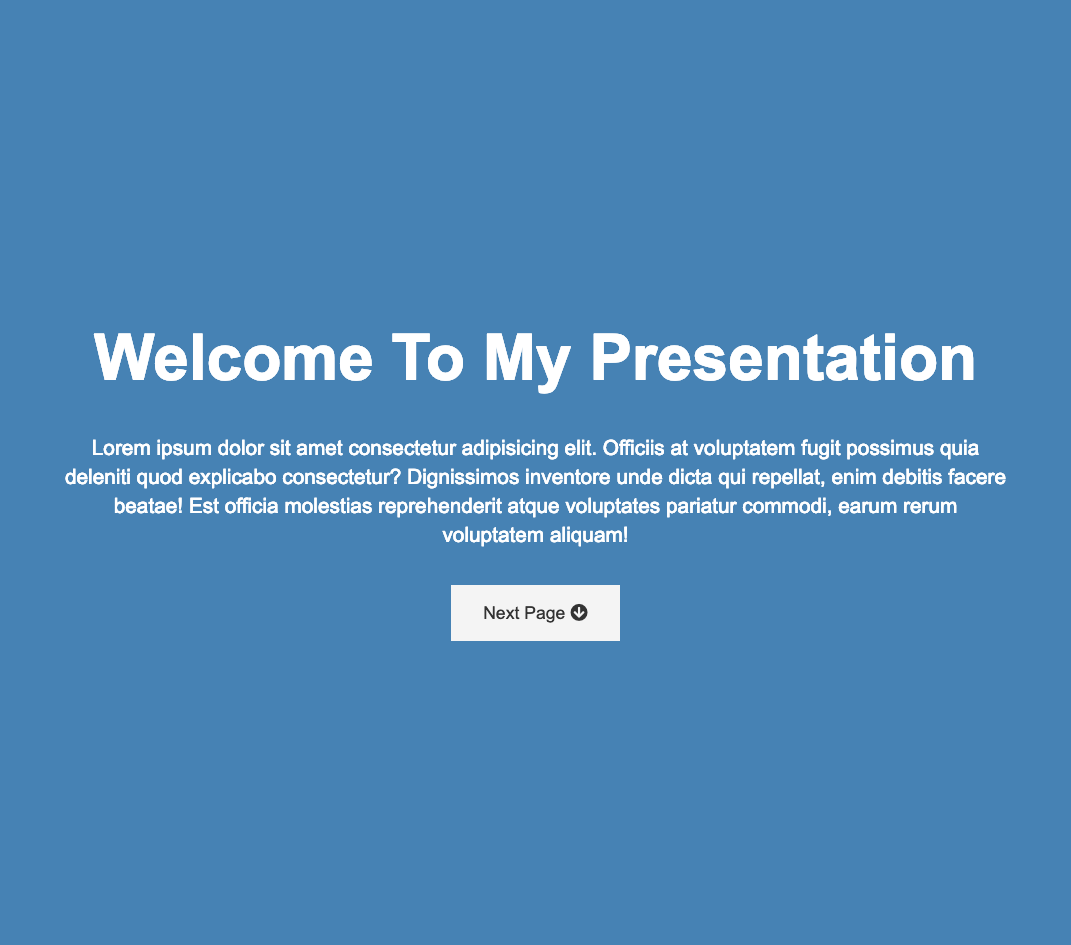 Welcome To My Presentation
Lorem ipsum dolor sit amet consectetur adipisicing elit. Officiis at voluptatem fugit possimus quia
deleniti quod explicabo consectetur? Dignissimos inventore unde dicta qui repellat, enim debitis facere
beatae! Est officia molestias reprehenderit atque voluptates pariatur commodi, earum rerum
voluptatem aliquam!
Next Page